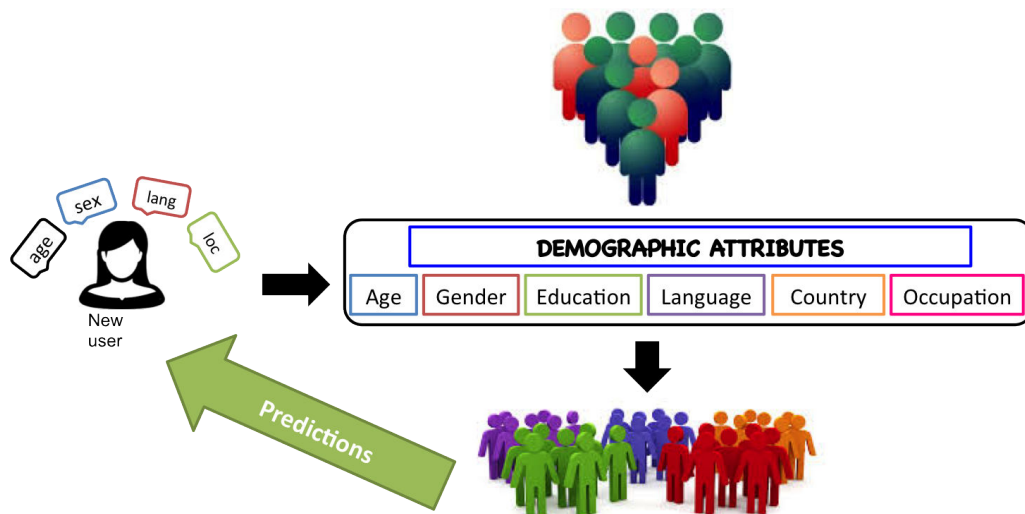 age
sex
lang
loc
New
user
DEMOGRAPHIC ATTRIBUTES
Age Gender Education Language Country Occupation
Predictions